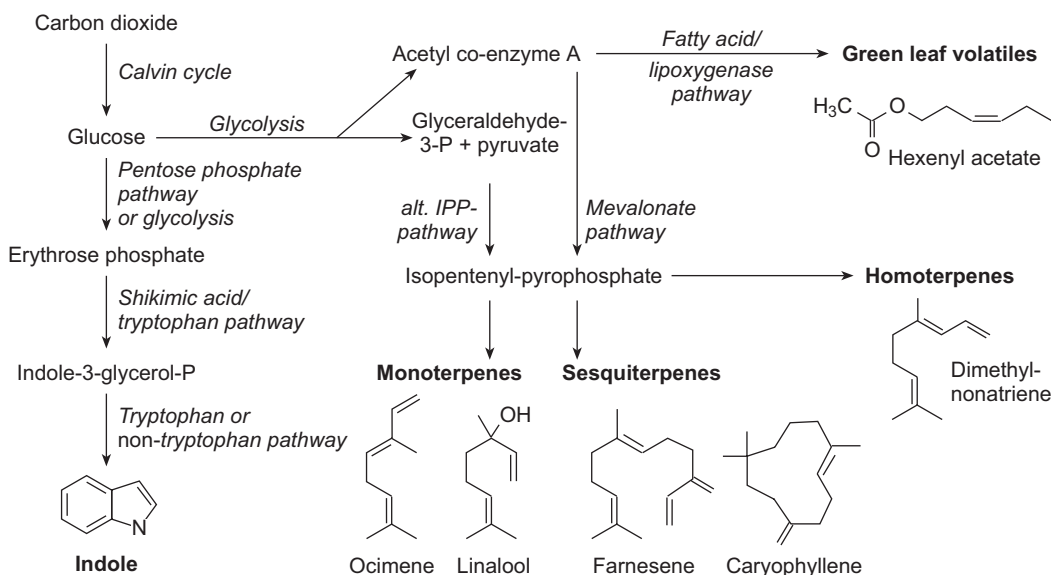 Carbon dioxide
Calvin cycle
Glucose
Glycolysis
Acetyl co-enzyme A
Fatty acid/
lipoxygenase
pathway
Green leaf volatiles
H3C
O
O
Hexenyl acetate
Glyceraldehyde-
3-P + pyruvate
Pentose phosphate
pathway
or glycolysis
alt. IPP-
pathway
Mevalonate
pathway
Erythrose phosphate
Isopentenyl-pyrophosphate
Homoterpenes
Shikimic acid/
tryptophan pathway
Dimethyl-
nonatriene
Indole-3-glycerol-P
Monoterpenes
Sesquiterpenes
Tryptophan or
non-tryptophan pathway
OH
N
Indole
Ocimene
Linalool
Farnesene
Caryophyllene